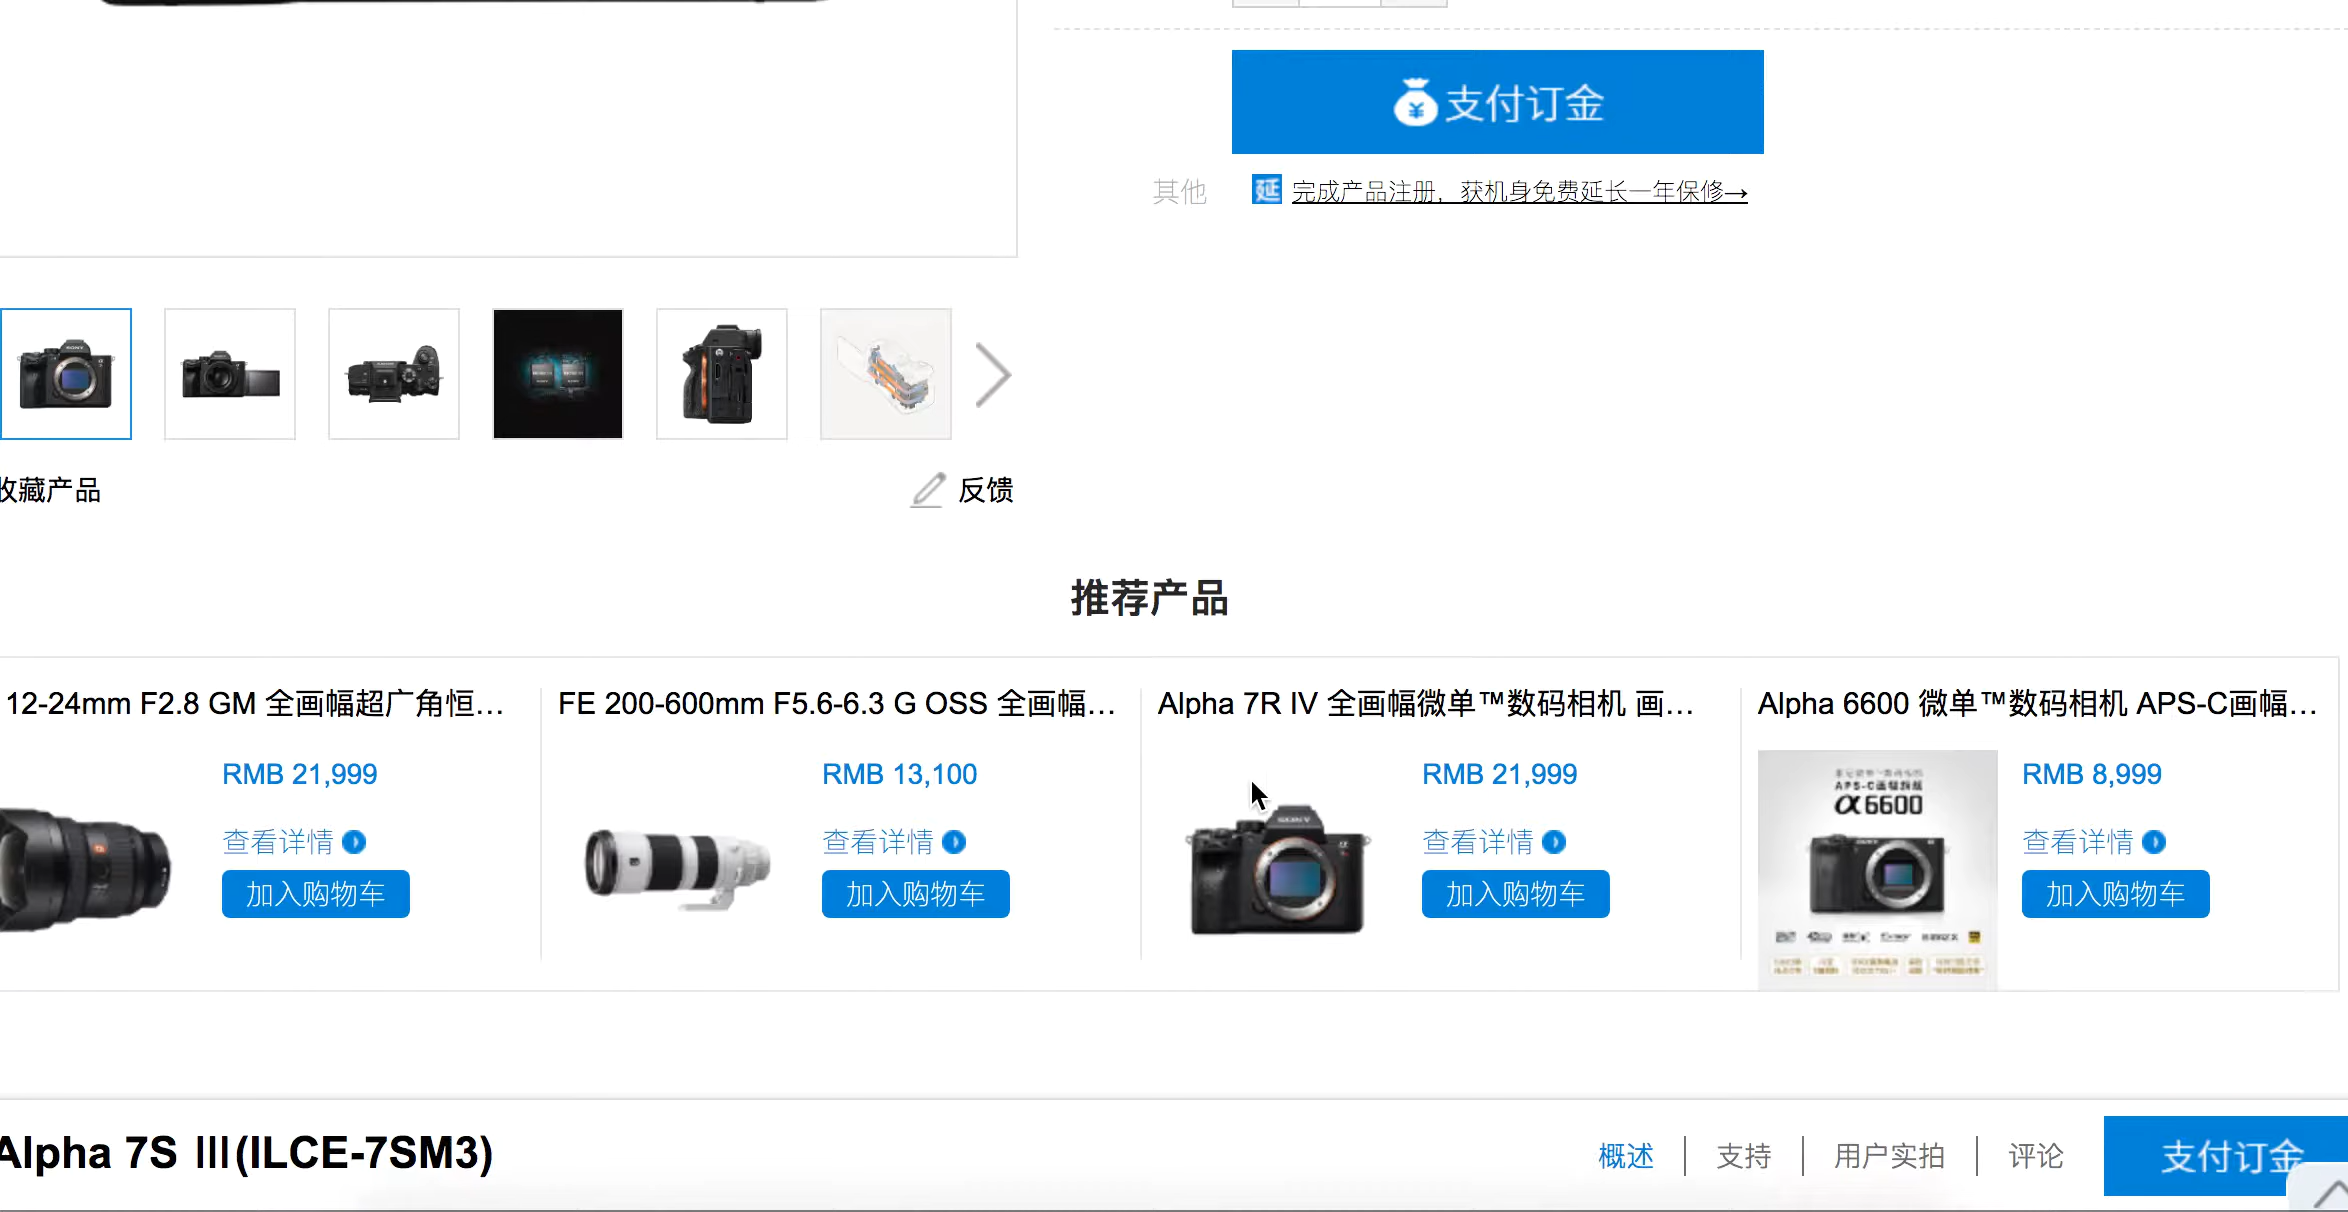 支付订金
其他
延 完成产品注册，获机身免费延长一年保修→
收藏产品
反馈
推荐产品
12-24mm F2.8 GM 全画幅超广角恒...
RMB 21,999
查看详情
加入购物车
FE 200-600mm F5.6-6.3 G OSS 全画幅...
RMB 13,100
查看详情
加入购物车
Alpha 7R IV 全画幅微单™数码相机 画...
SONY
RMB 21,999
查看详情
加入购物车
Alpha 6600 微单™数码相机 APS-C画幅...
α6600
RMB 8,999
查看详情
加入购物车
Alpha 7S III(ILCE-7SM3)
概述
支持
用户实拍
评论
支付订金